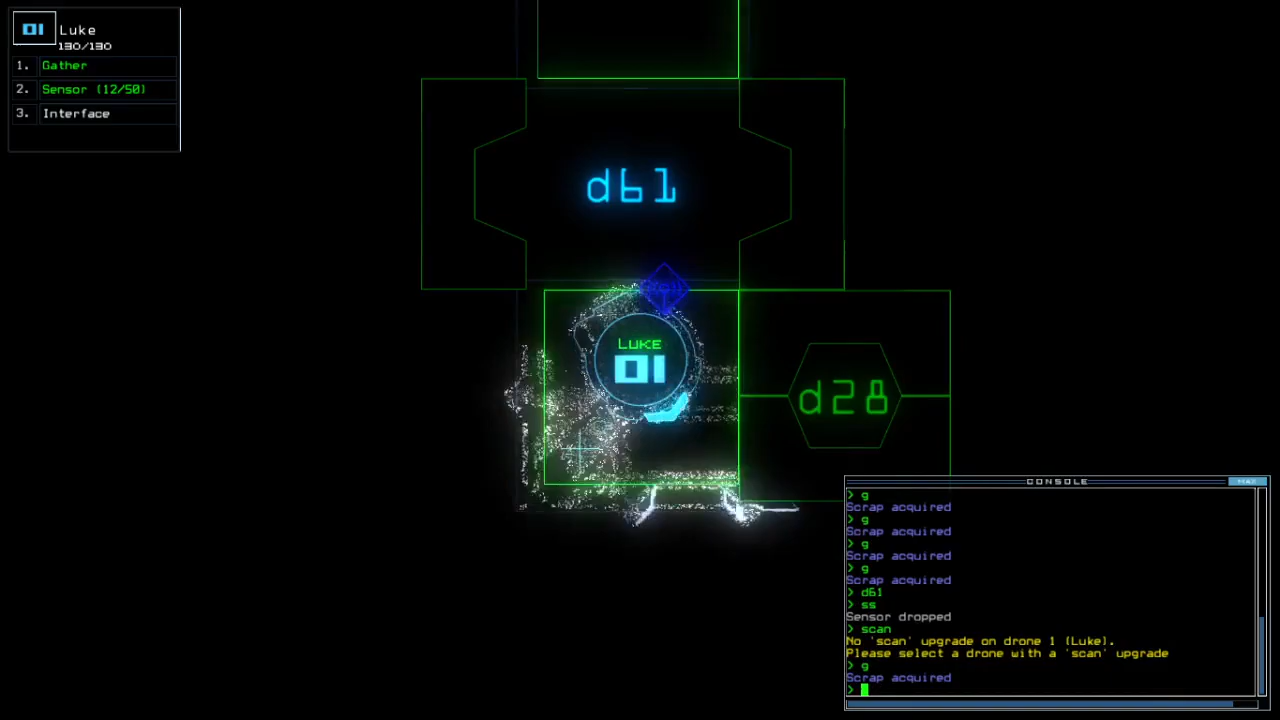 01 Luke
130/130
1. Gather
2. Sensor (12/50)
3. Interface
d61
LUKE
01
d28
CONSOLE
> g
Scrap acquired
> g
Scrap acquired
> g
Scrap acquired
> g
Scrap acquired
> d61
> ss
Sensor dropped
> scan
No 'scan' upgrade on drone 1 (Luke).
Please select a drone with a 'scan' upgrade
> g
Scrap acquired
>